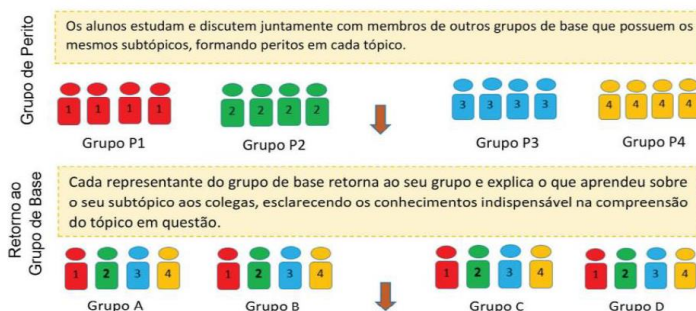 Grupo de Perito
Os alunos estudam e discutem juntamente com membros de outros grupos de base que possuem os
mesmos subtópicos, formando peritos em cada tópico.
1 1 1 1
2 2 2 2
3 3 3 3
4 4 4 4
Grupo P1
Grupo P2
Grupo P3
Grupo P4
Retorno ao
Grupo de Base
Cada representante do grupo de base retorna ao seu grupo e explica o que aprendeu sobre
o seu subtópico aos colegas, esclarecendo os conhecimentos indispensável na compreensão
do tópico em questão.
1 2 3 4
1 2 3 4
1 2 3 4
1 2 3 4
Grupo A
Grupo B
Grupo C
Grupo D